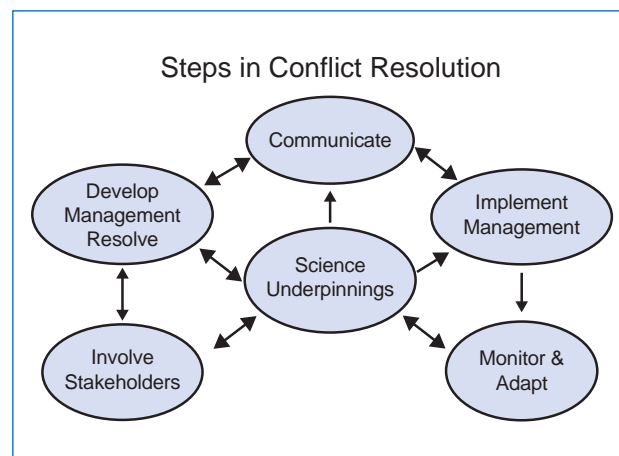 Steps in Conflict Resolution
Communicate
Develop
Management
Resolve
Implement
Management
Science
Underpinnings
Involve
Stakeholders
Monitor &
Adapt